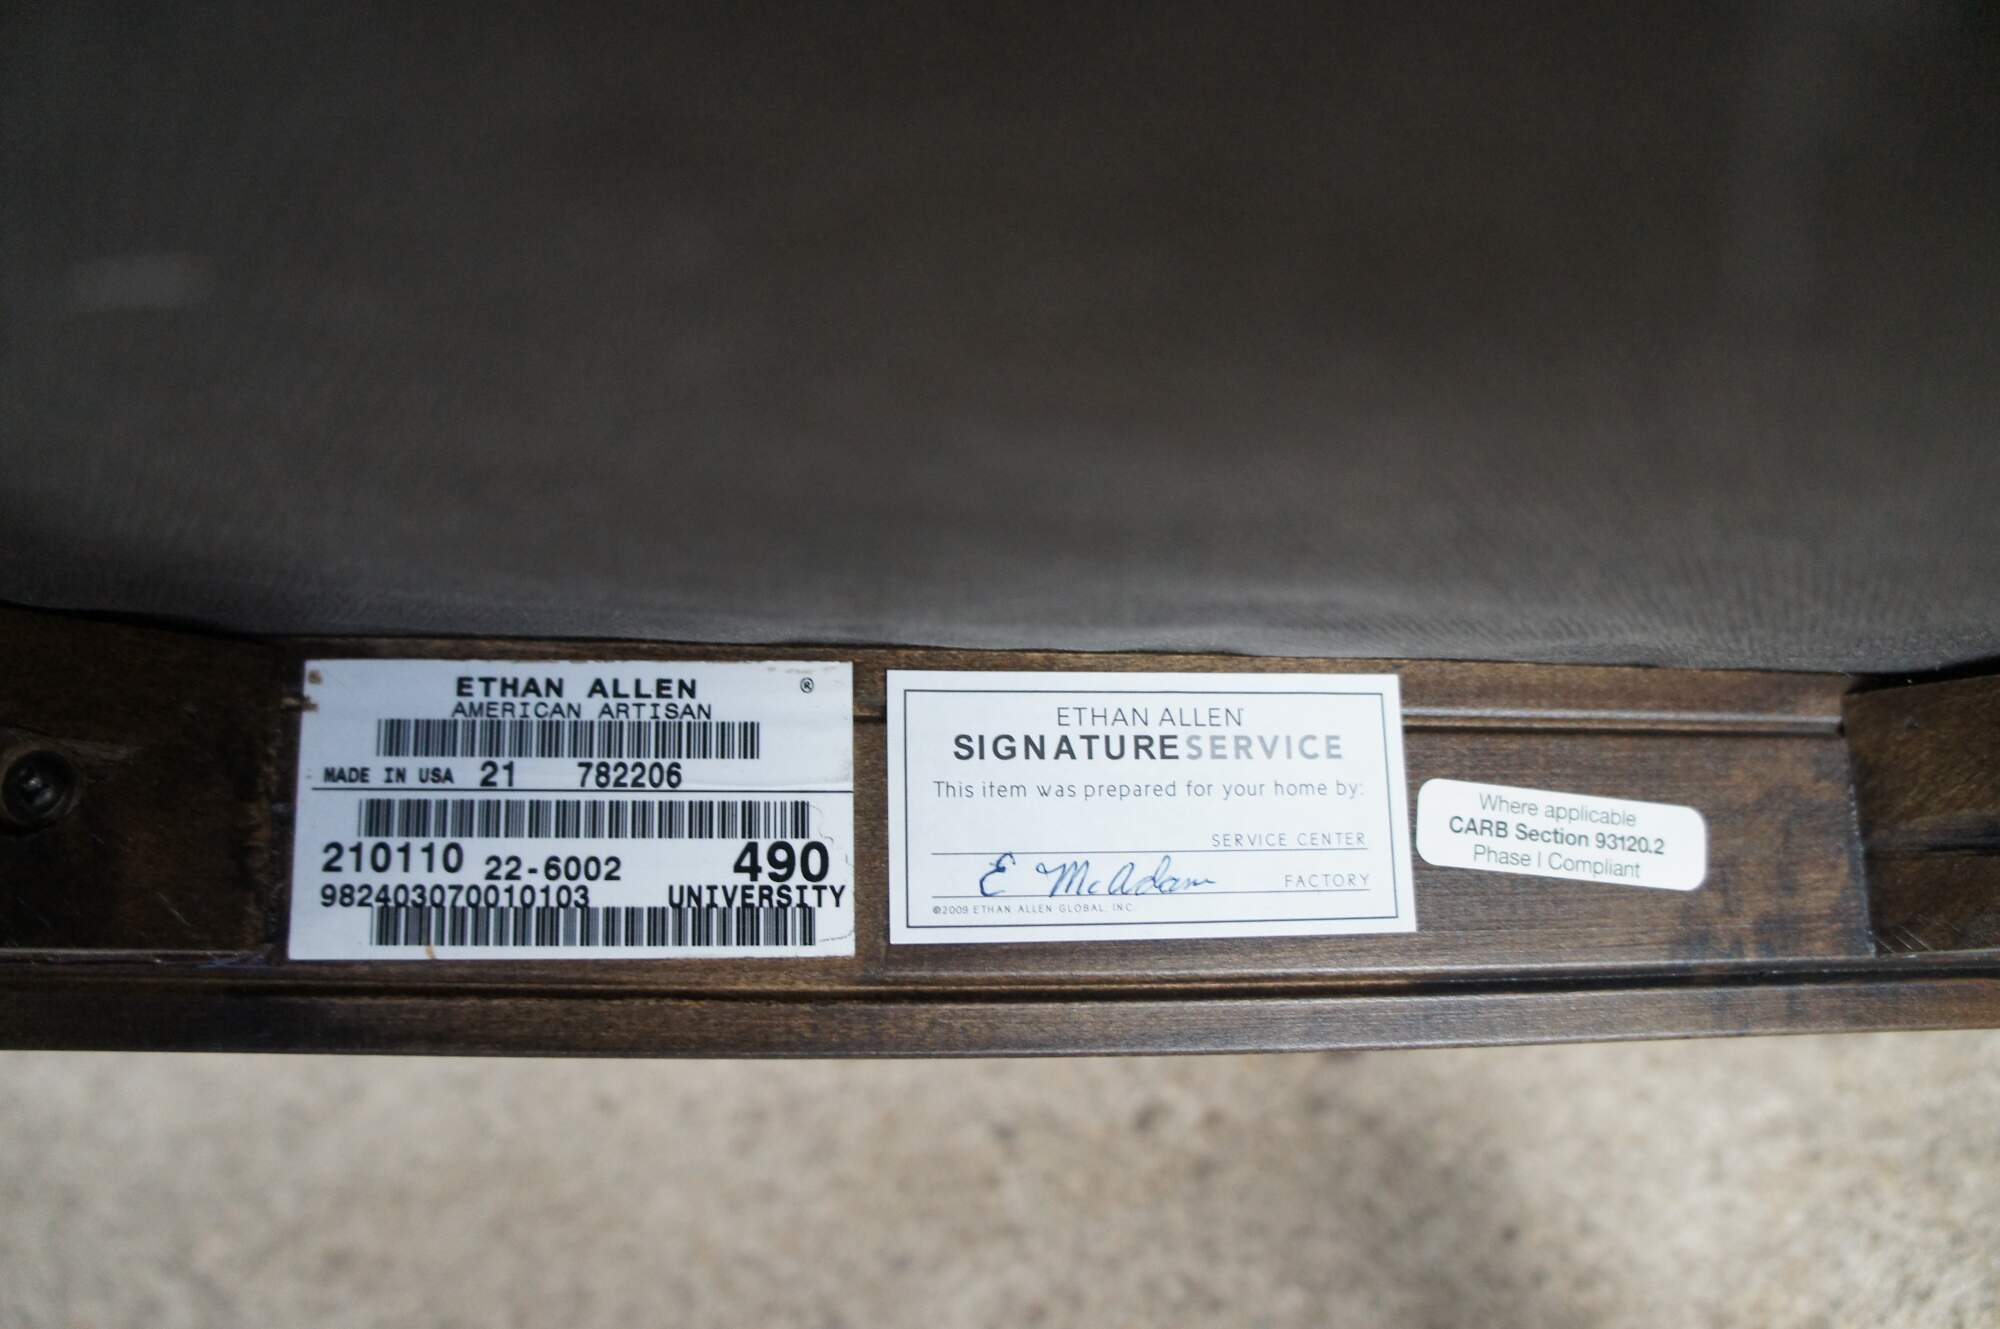 ETHAN ALLEN ®
AMERICAN ARTISAN
MADE IN USA 21 782206
210110 22-6002 490
982403070010103 UNIVERSITY
ETHAN ALLEN
SIGNATURESERVICE
This item was prepared for your home by:
SERVICE CENTER
E McAdam FACTORY
©2009 ETHAN ALLEN GLOBAL, INC.
Where applicable
CARB Section 93120.2
Phase I Compliant